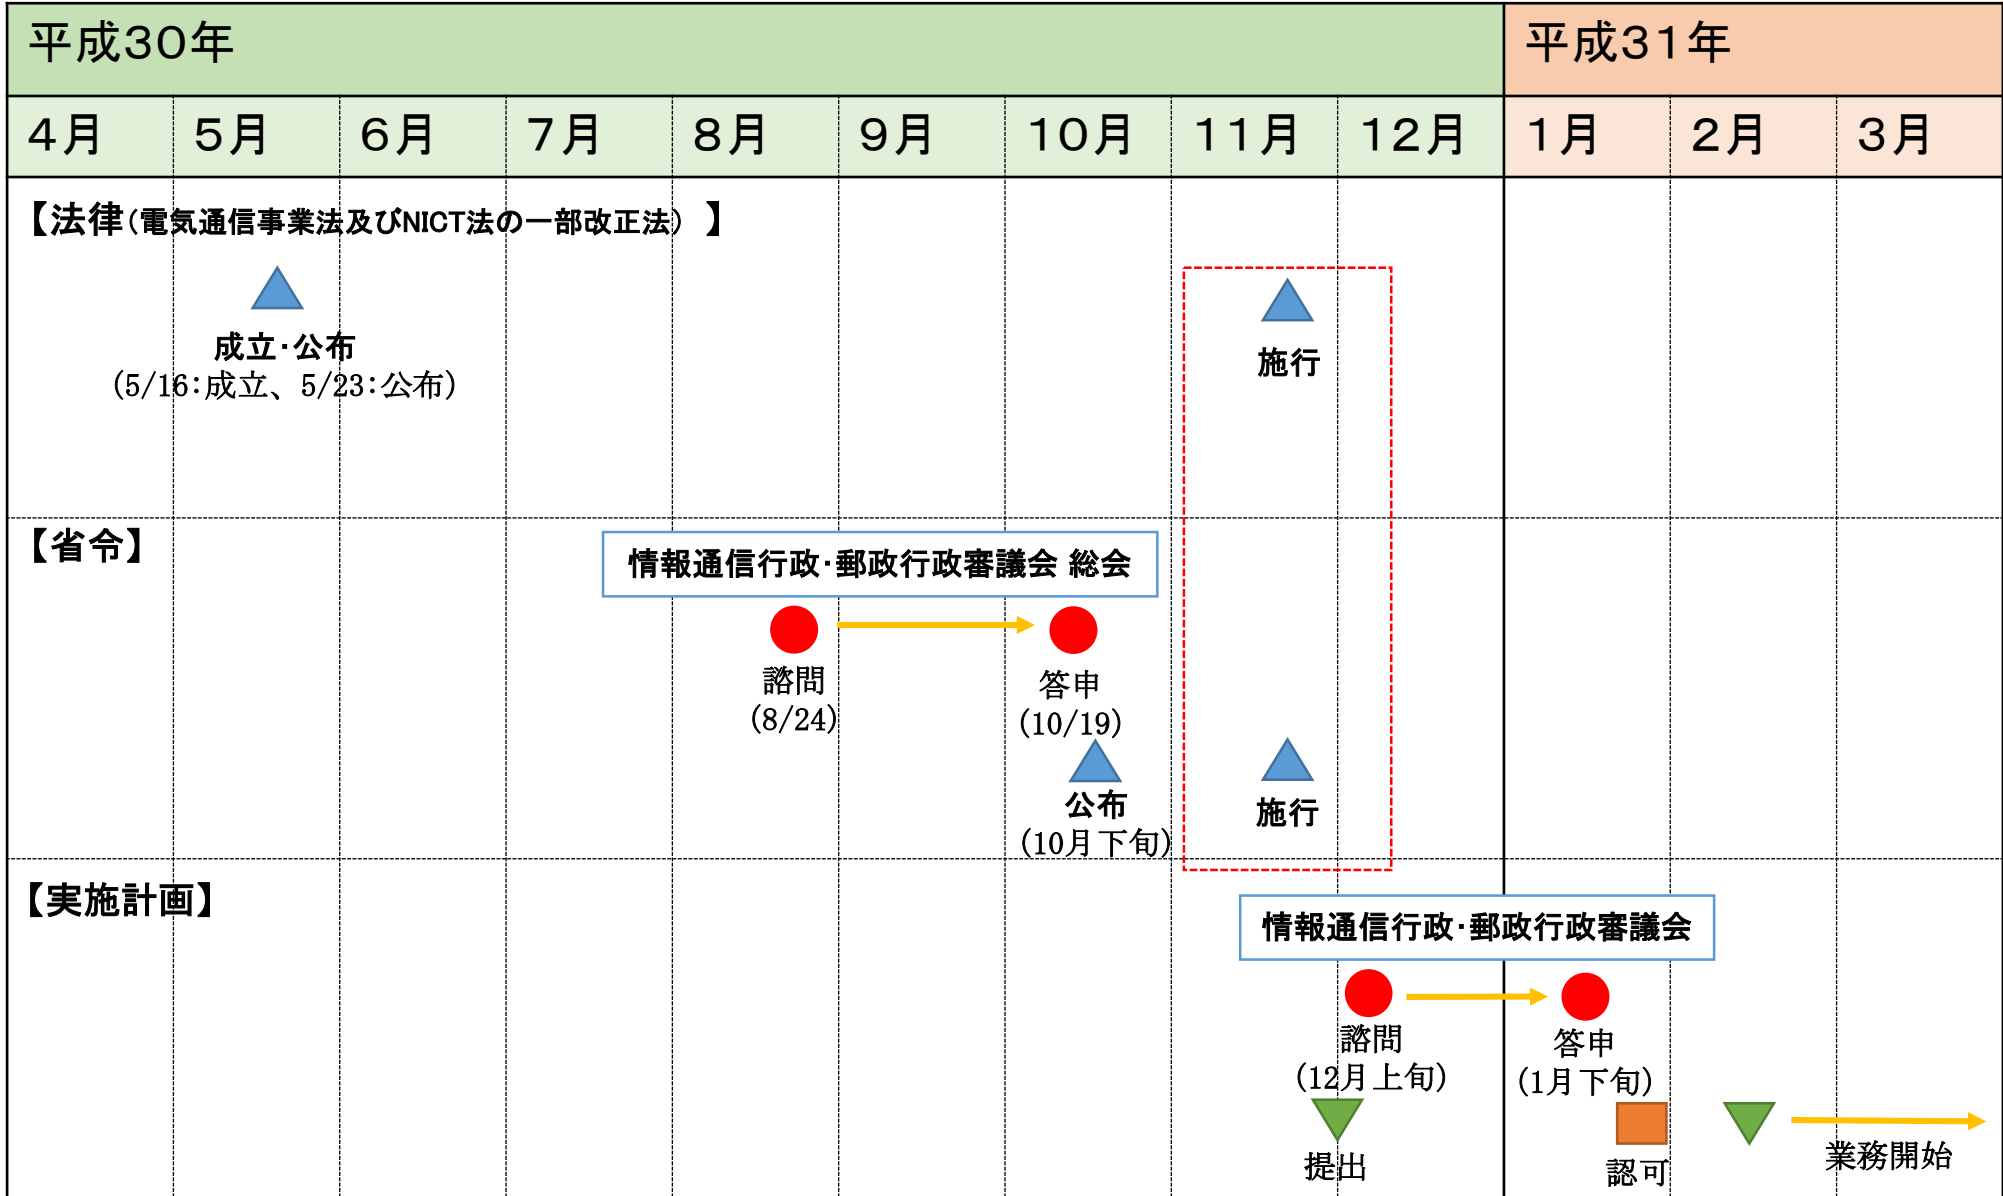 平成30年
平成31年
4月 5月 6月 7月 8月 9月 10月 11月 12月 1月 2月 3月
【法律(電気通信事業法及びNICT法の一部改正法) 】
成立・公布
(5/16:成立、5/23:公布)
施行
【省令】
情報通信行政・郵政行政審議会 総会
諮問
(8/24)
答申
(10/19)
公布
(10月下旬)
施行
【実施計画】
情報通信行政・郵政行政審議会
諮問
(12月上旬)
答申
(1月下旬)
提出
認可
業務開始